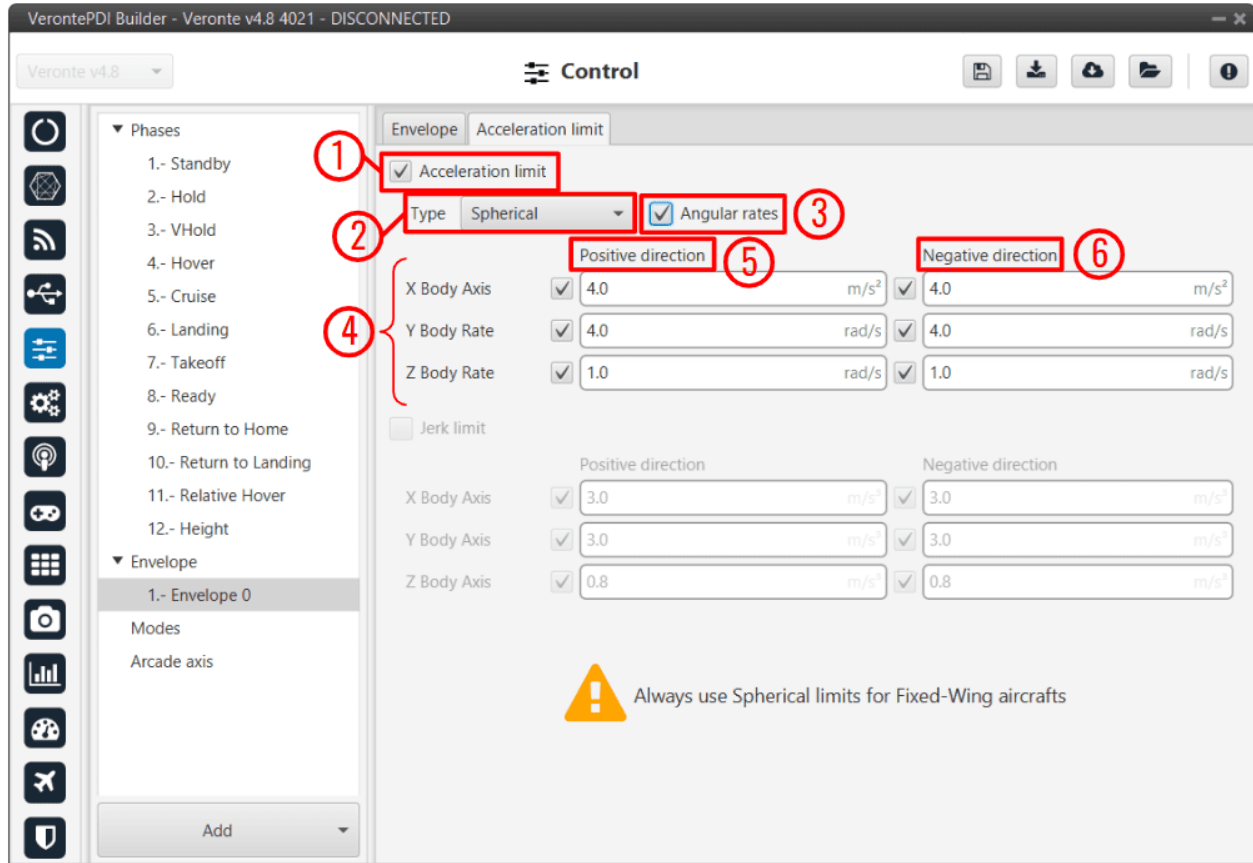 VerontePDI Builder - Veronte v4.8 4021 - DISCONNECTED
Veronte v4.8
Control
Phases
1.- Standby
2.- Hold
3.- VHold
4.- Hover
5.- Cruise
6.- Landing
7.- Takeoff
8.- Ready
9.- Return to Home
10.- Return to Landing
11.- Relative Hover
12.- Height
Envelope
1.- Envelope 0
Modes
Arcade axis
Add
Envelope Acceleration limit
1 Acceleration limit
2 Type Spherical Angular rates 3
Positive direction 5 Negative direction 6
4
X Body Axis 4.0 m/s² 4.0 m/s²
Y Body Rate 4.0 rad/s 4.0 rad/s
Z Body Rate 1.0 rad/s 1.0 rad/s
Jerk limit
Positive direction Negative direction
X Body Axis 3.0 m/s³ 3.0 m/s³
Y Body Axis 3.0 m/s³ 3.0 m/s³
Z Body Axis 0.8 m/s³ 0.8 m/s³
Always use Spherical limits for Fixed-Wing aircrafts